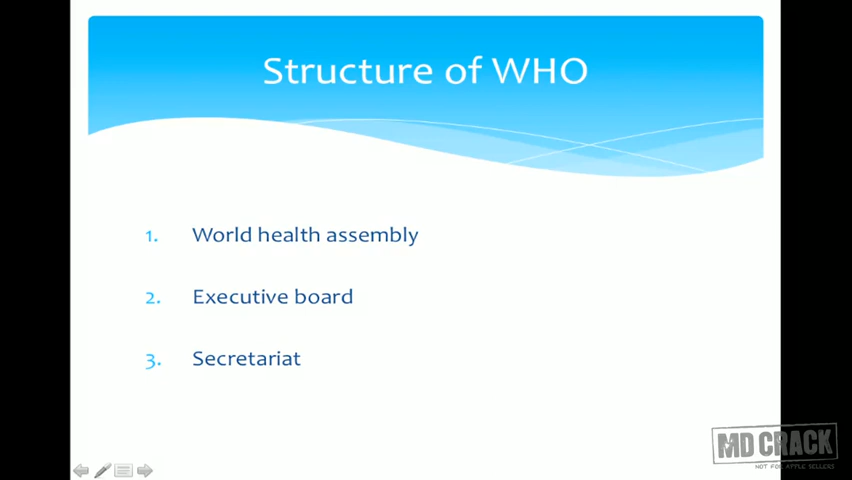 Structure of WHO
1. World health assembly
2. Executive board
3. Secretariat
MD CRACK
NOT FOR APPLE SELLERS